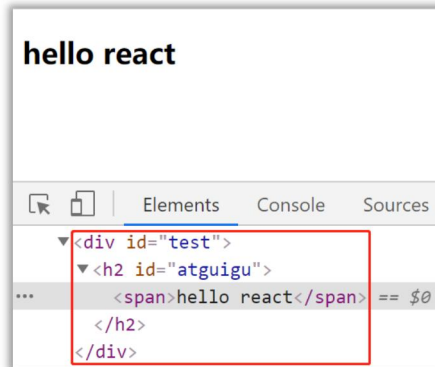 hello react
Elements Console Sources
▼<div id="test">
▼<h2 id="atguigu">
••• <span>hello react</span> == $0
</h2>
</div>